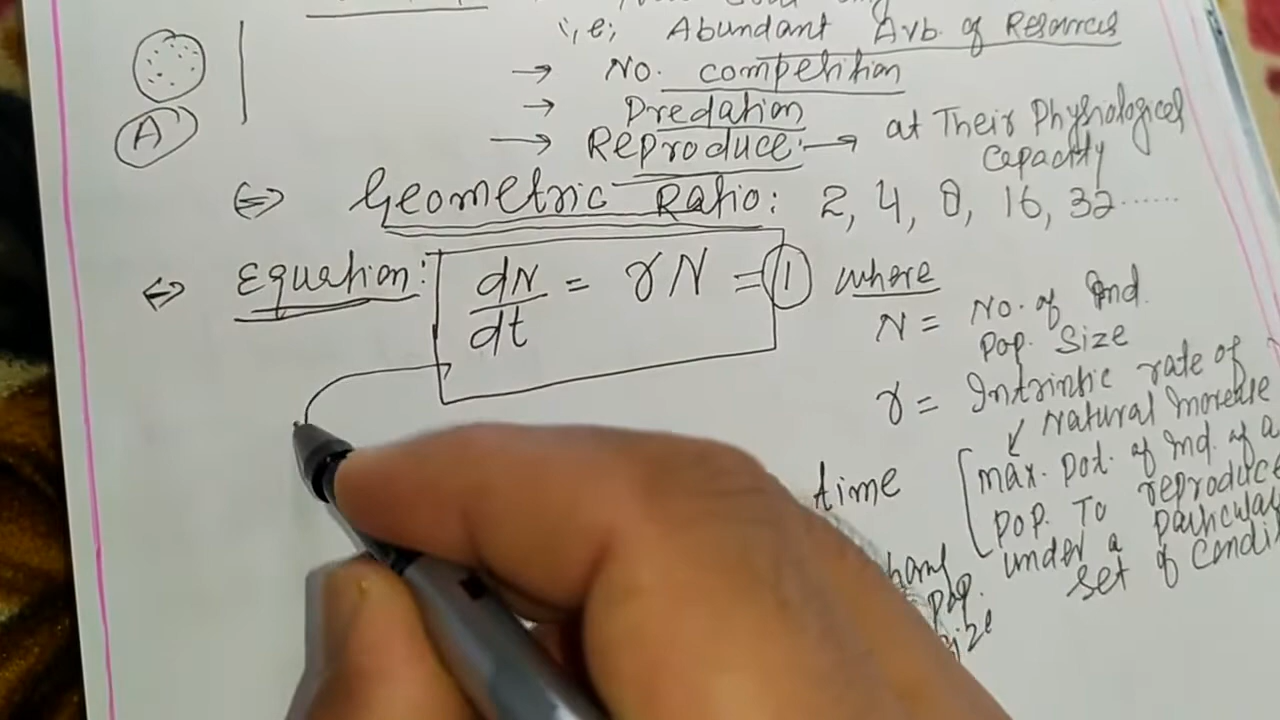 i,e; Abundant Avb. of Resources
→ No. competition
→ Predation
→ Reproduce → at Their Physiological Capacity
A
⇔ Geometric Ratio: 2, 4, 8, 16, 32......
⇔ Equation: dN/dt = rN = 1 where
N = No. of Ind.
Pop. Size
r = Intrinsic rate of
Natural Increase
time
[max. pot. of Ind. of a
pop. To reproduce
under a particular
set of Condi
pop.
size